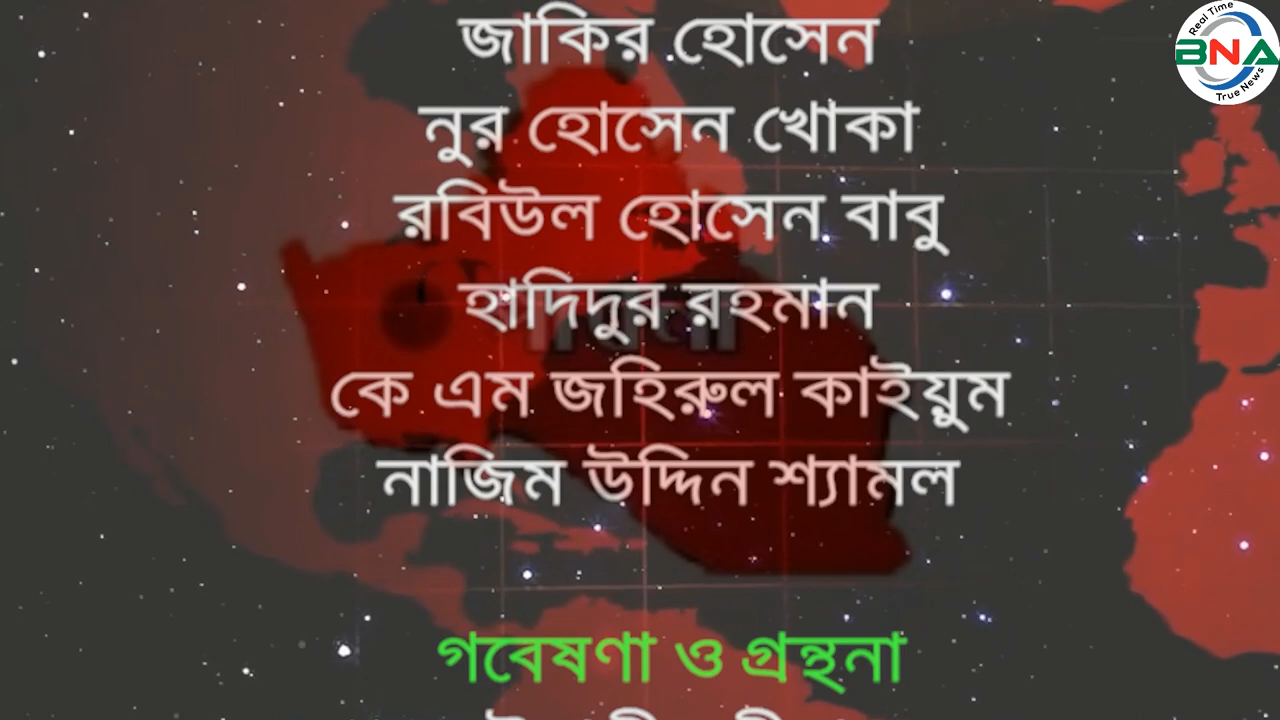 জাকির হোসেন
নুর হোসেন খোকা
রবিউল হোসেন বাবু
হাদিদুর রহমান
কে এম জহিরুল কাইয়ুম
নাজিম উদ্দিন শ্যামল
গবেষণা ও গ্রন্থনা
Real Time
BNA
True News